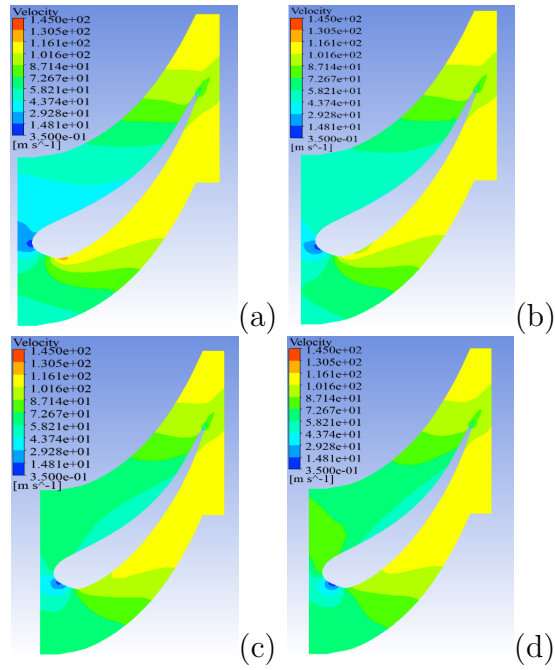 Velocity
1.450e+02
1.305e+02
1.161e+02
1.016e+02
8.714e+01
7.267e+01
5.821e+01
4.374e+01
2.928e+01
1.481e+01
3.500e-01
[m s^-1]
(a)
Velocity
1.450e+02
1.305e+02
1.161e+02
1.016e+02
8.714e+01
7.267e+01
5.821e+01
4.374e+01
2.928e+01
1.481e+01
3.500e-01
[m s^-1]
(b)
Velocity
1.450e+02
1.305e+02
1.161e+02
1.016e+02
8.714e+01
7.267e+01
5.821e+01
4.374e+01
2.928e+01
1.481e+01
3.500e-01
[m s^-1]
(c)
Velocity
1.450e+02
1.305e+02
1.161e+02
1.016e+02
8.714e+01
7.267e+01
5.821e+01
4.374e+01
2.928e+01
1.481e+01
3.500e-01
[m s^-1]
(d)